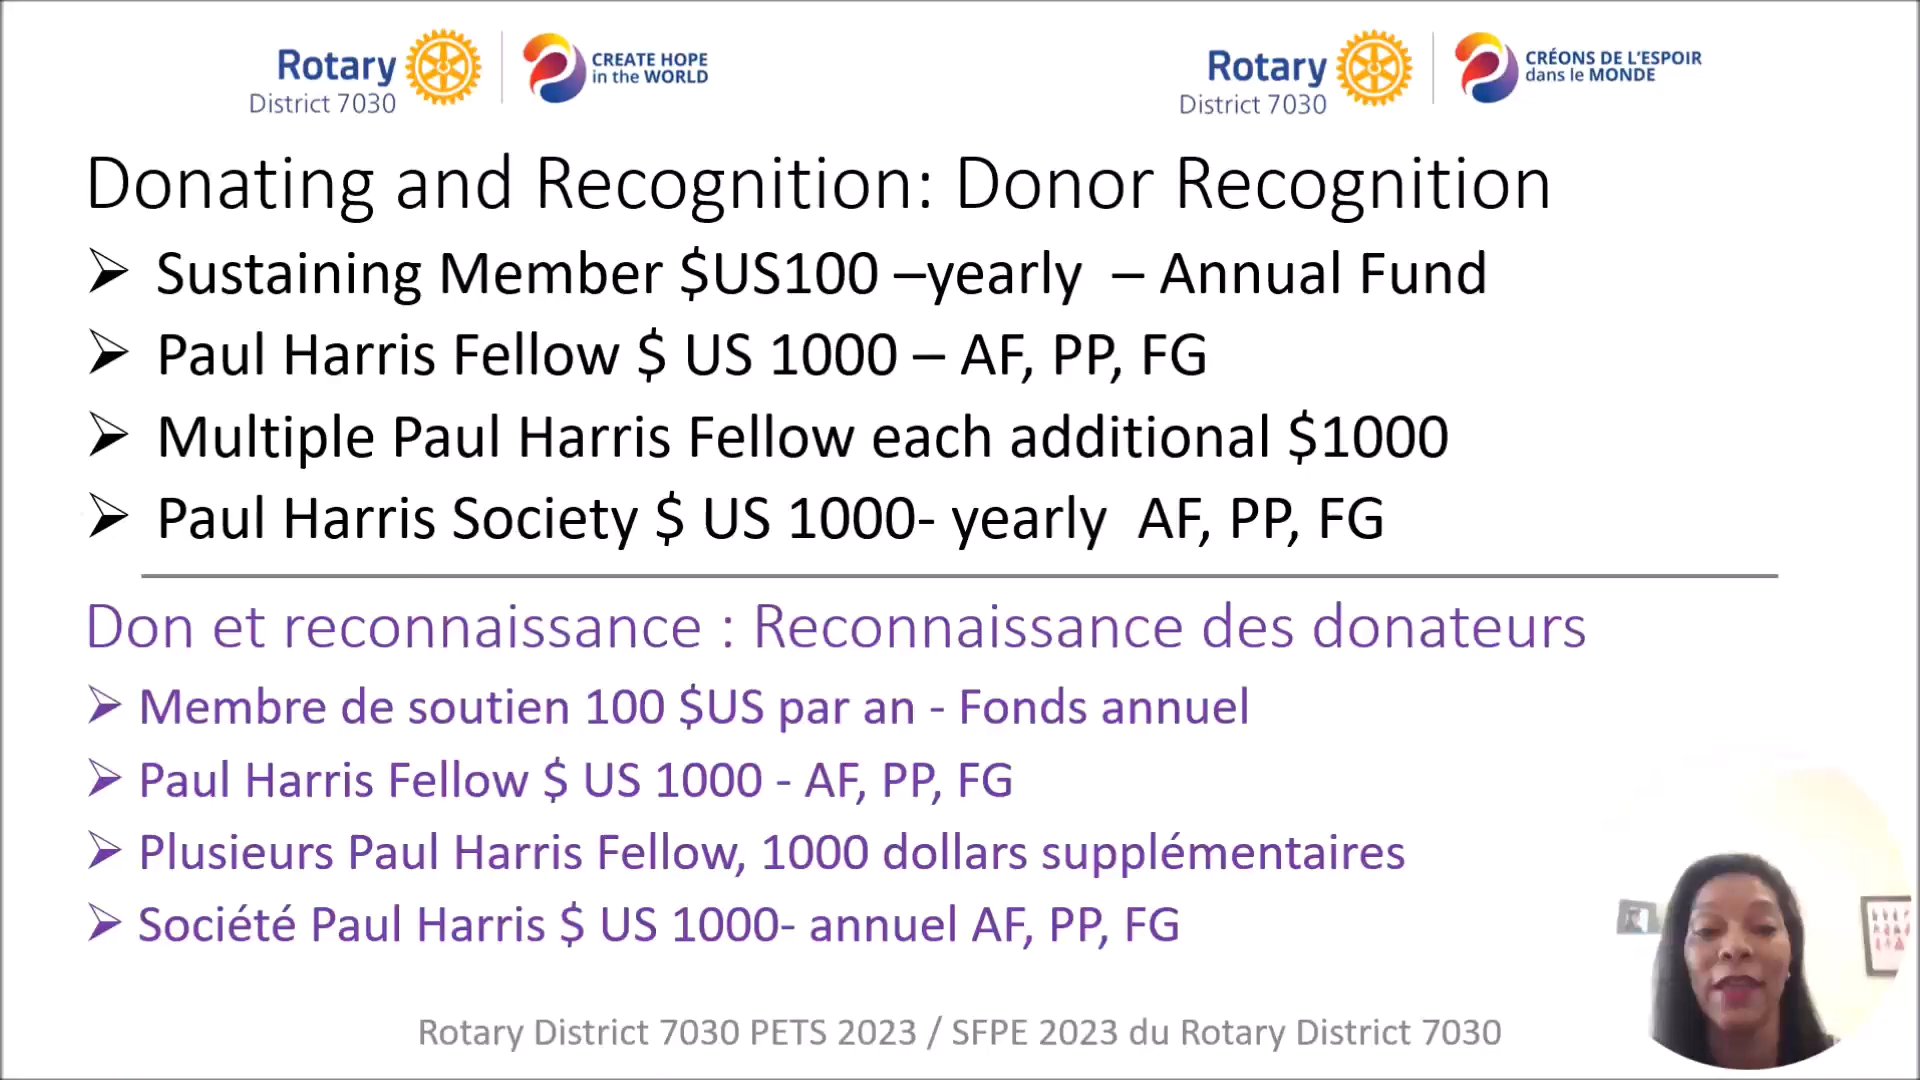 Rotary
District 7030
CREATE HOPE
in the WORLD
Rotary
District 7030
CRÉONS DE L'ESPOIR
dans le MONDE
Donating and Recognition: Donor Recognition
➢ Sustaining Member $US100 –yearly – Annual Fund
➢ Paul Harris Fellow $ US 1000 – AF, PP, FG
➢ Multiple Paul Harris Fellow each additional $1000
➢ Paul Harris Society $ US 1000- yearly AF, PP, FG
Don et reconnaissance : Reconnaissance des donateurs
➢ Membre de soutien 100 $US par an - Fonds annuel
➢ Paul Harris Fellow $ US 1000 - AF, PP, FG
➢ Plusieurs Paul Harris Fellow, 1000 dollars supplémentaires
➢ Société Paul Harris $ US 1000- annuel AF, PP, FG
Rotary District 7030 PETS 2023 / SFPE 2023 du Rotary District 7030